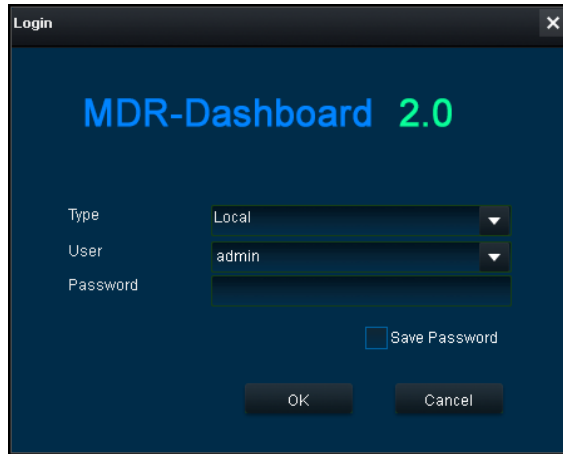 Login
MDR-Dashboard 2.0
Type Local
User admin
Password
Save Password
OK Cancel